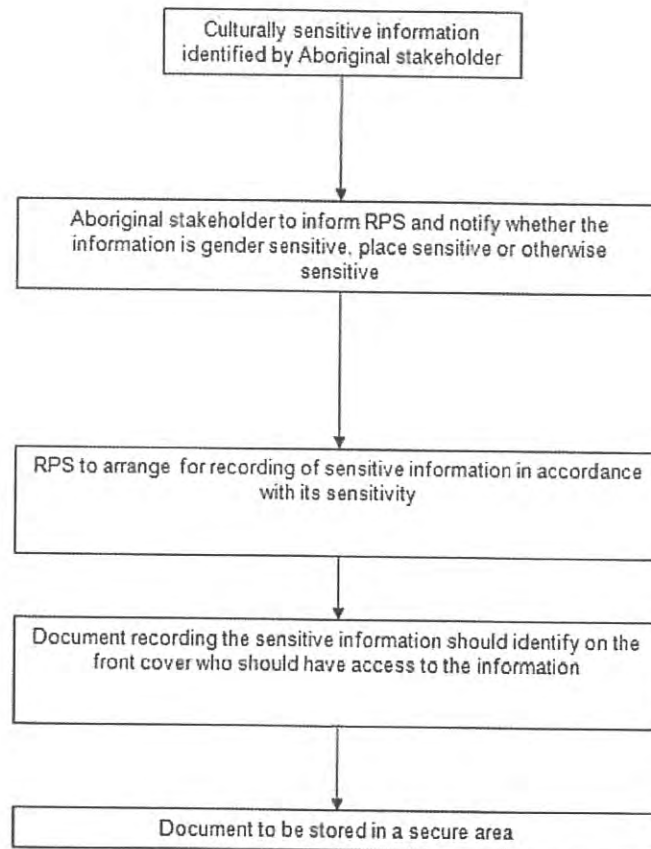 Culturally sensitive information
identified by Aboriginal stakeholder
Aboriginal stakeholder to inform RPS and notify whether the
information is gender sensitive, place sensitive or otherwise
sensitive
RPS to arrange for recording of sensitive information in accordance
with its sensitivity
Document recording the sensitive information should identify on the
front cover who should have access to the information
Document to be stored in a secure area